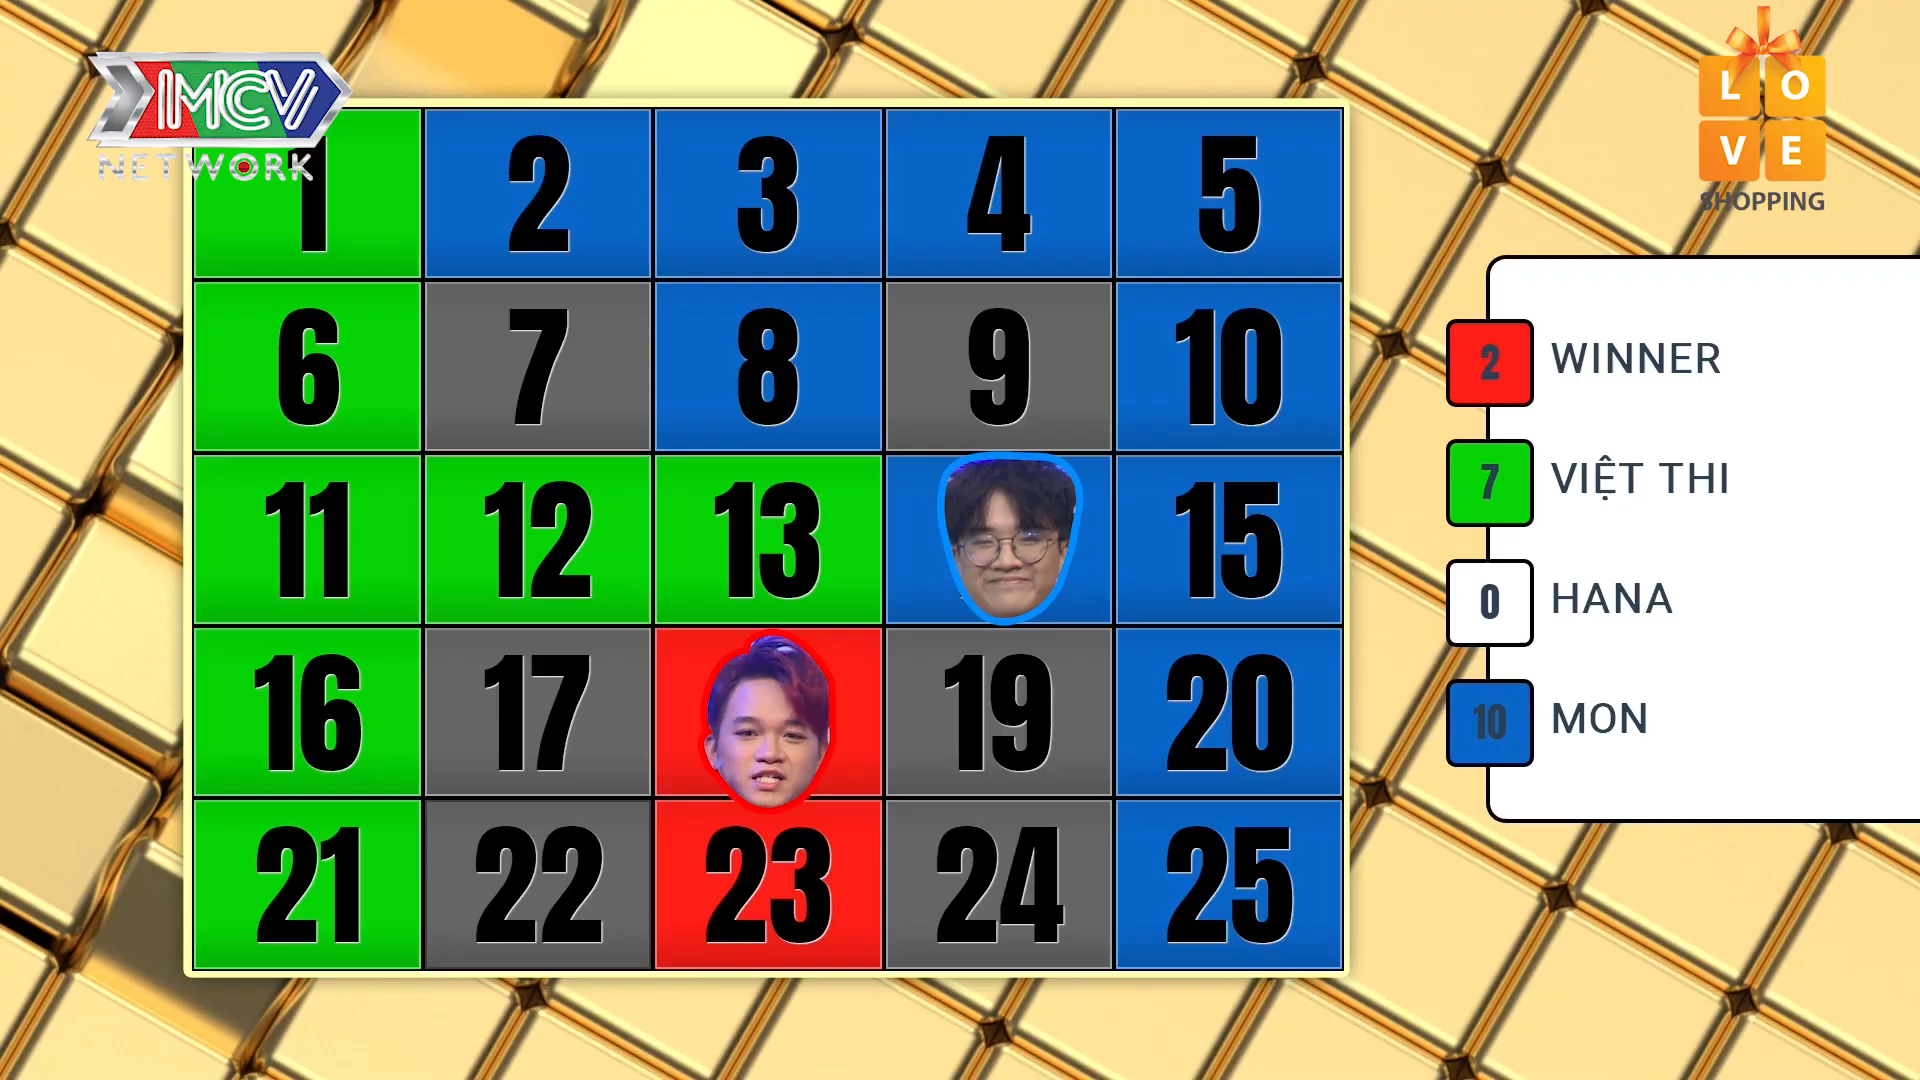 MCV
NETWORK
L O
V E
SHOPPING
1 2 3 4 5
6 7 8 9 10
11 12 13 15
16 17 19 20
21 22 23 24 25
2 WINNER
7 VIỆT THI
0 HANA
10 MON